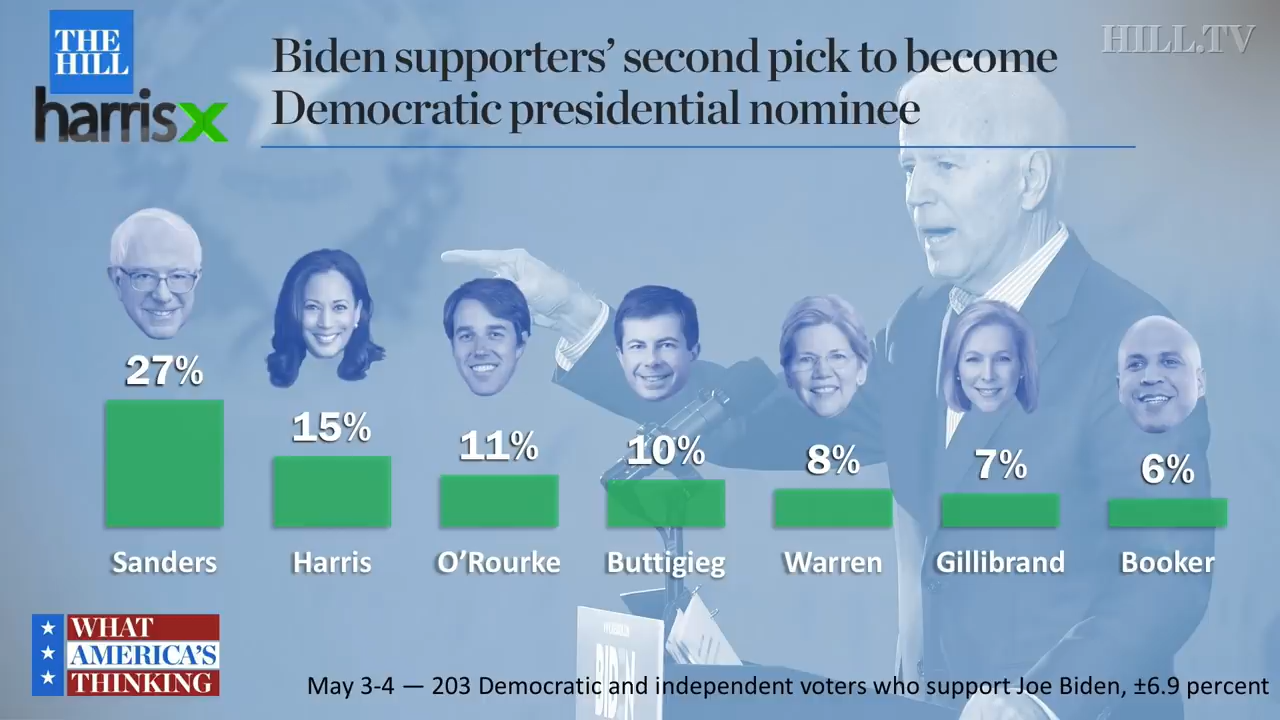 THE
HILL
harrisx
HILL.TV
Biden supporters’ second pick to become
Democratic presidential nominee
27%
15%
11%
10%
8%
7%
6%
Sanders
Harris
O’Rourke
Buttigieg
Warren
Gillibrand
Booker
WHAT
AMERICA’S
THINKING
May 3-4 — 203 Democratic and independent voters who support Joe Biden, ±6.9 percent